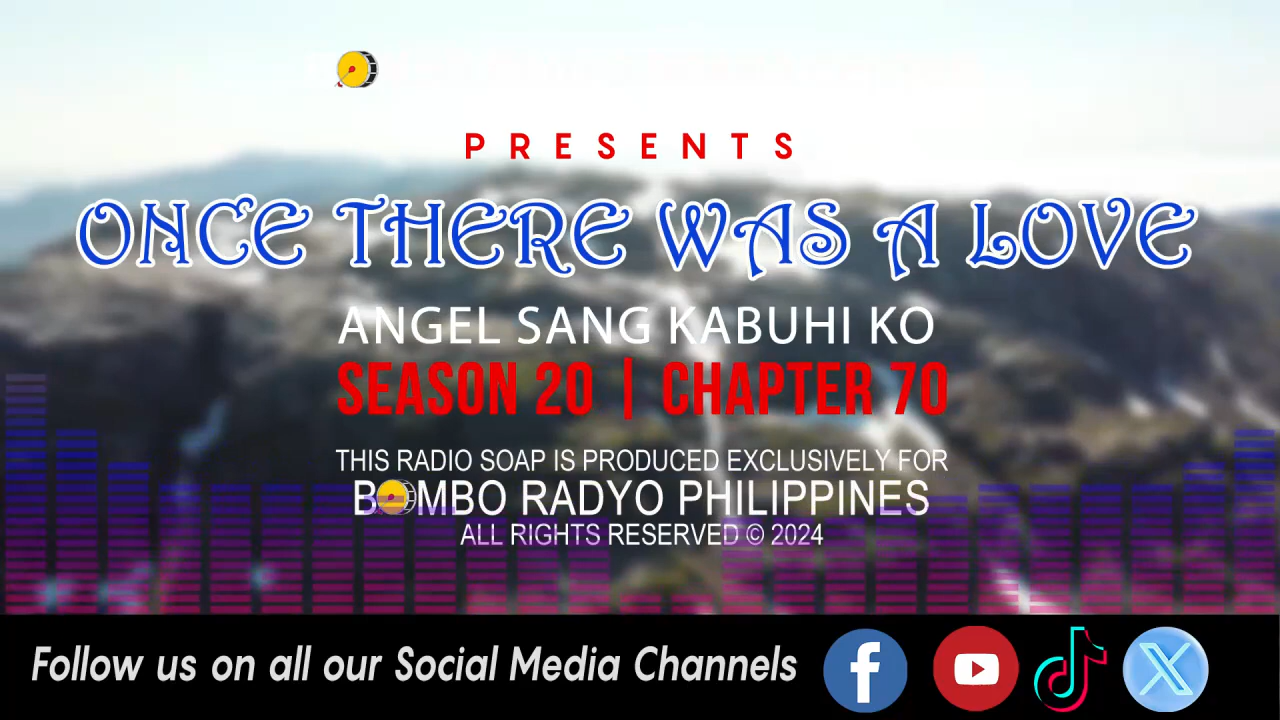 PRESENTS
ONCE THERE WAS A LOVE
ANGEL SANG KABUHI KO
SEASON 20 | CHAPTER 70
THIS RADIO SOAP IS PRODUCED EXCLUSIVELY FOR
BOMBO RADYO PHILIPPINES
ALL RIGHTS RESERVED © 2024
Follow us on all our Social Media Channels